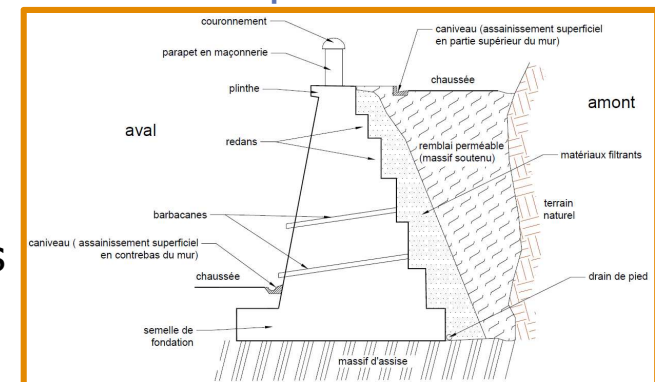 couronnement
caniveau (assainissement superficiel
en partie supérieur du mur)
parapet en maçonnerie
chaussée
plinthe
amont
aval
redans
remblai perméable
(massif soutenu)
matériaux filtrants
terrain
naturel
barbacanes
s
caniveau ( assainissement superficiel
en contrebas du mur)
chaussée
drain de pied
semelle de
fondation
massif d'assise